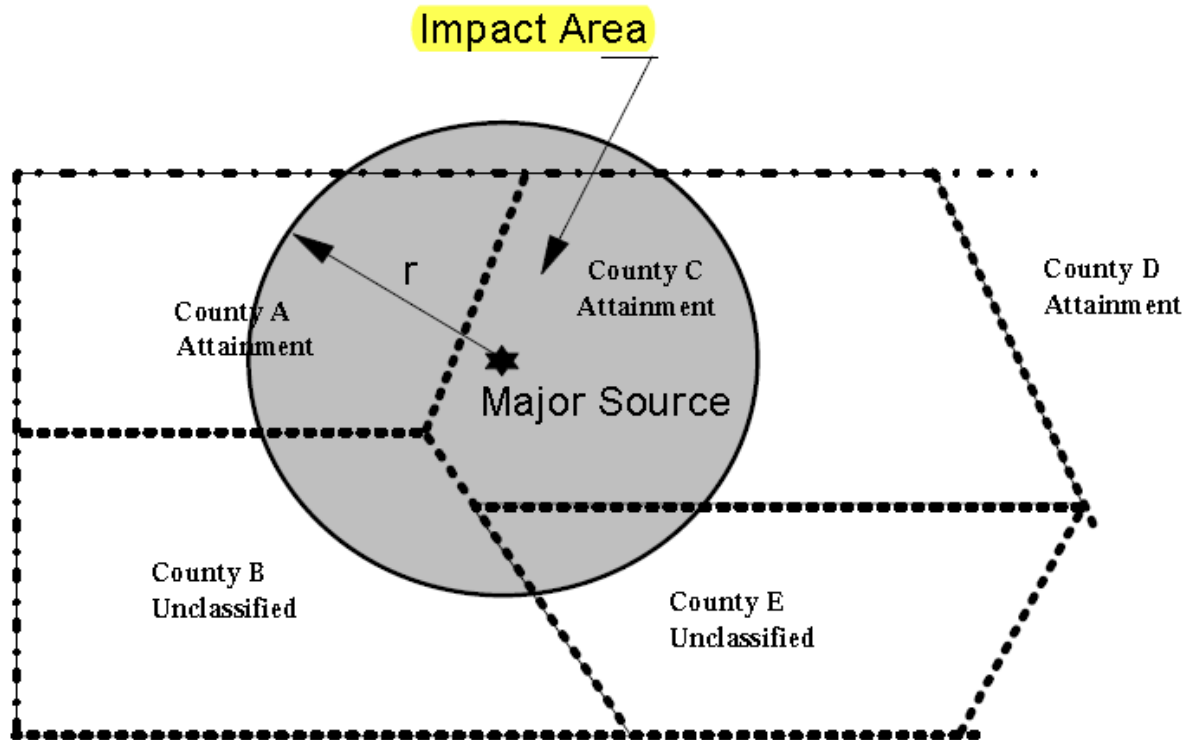 Impact Area
r
County C
Attainment
County D
Attainment
County A
Attainment
Major Source
County B
Unclassified
County E
Unclassified